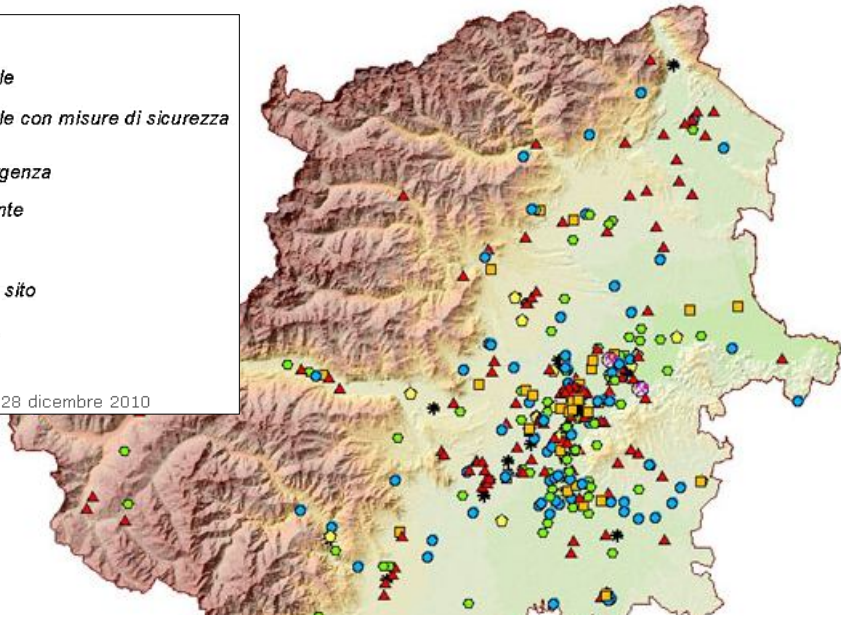 le
le con misure di sicurezza
genza
nte
sito
28 dicembre 2010